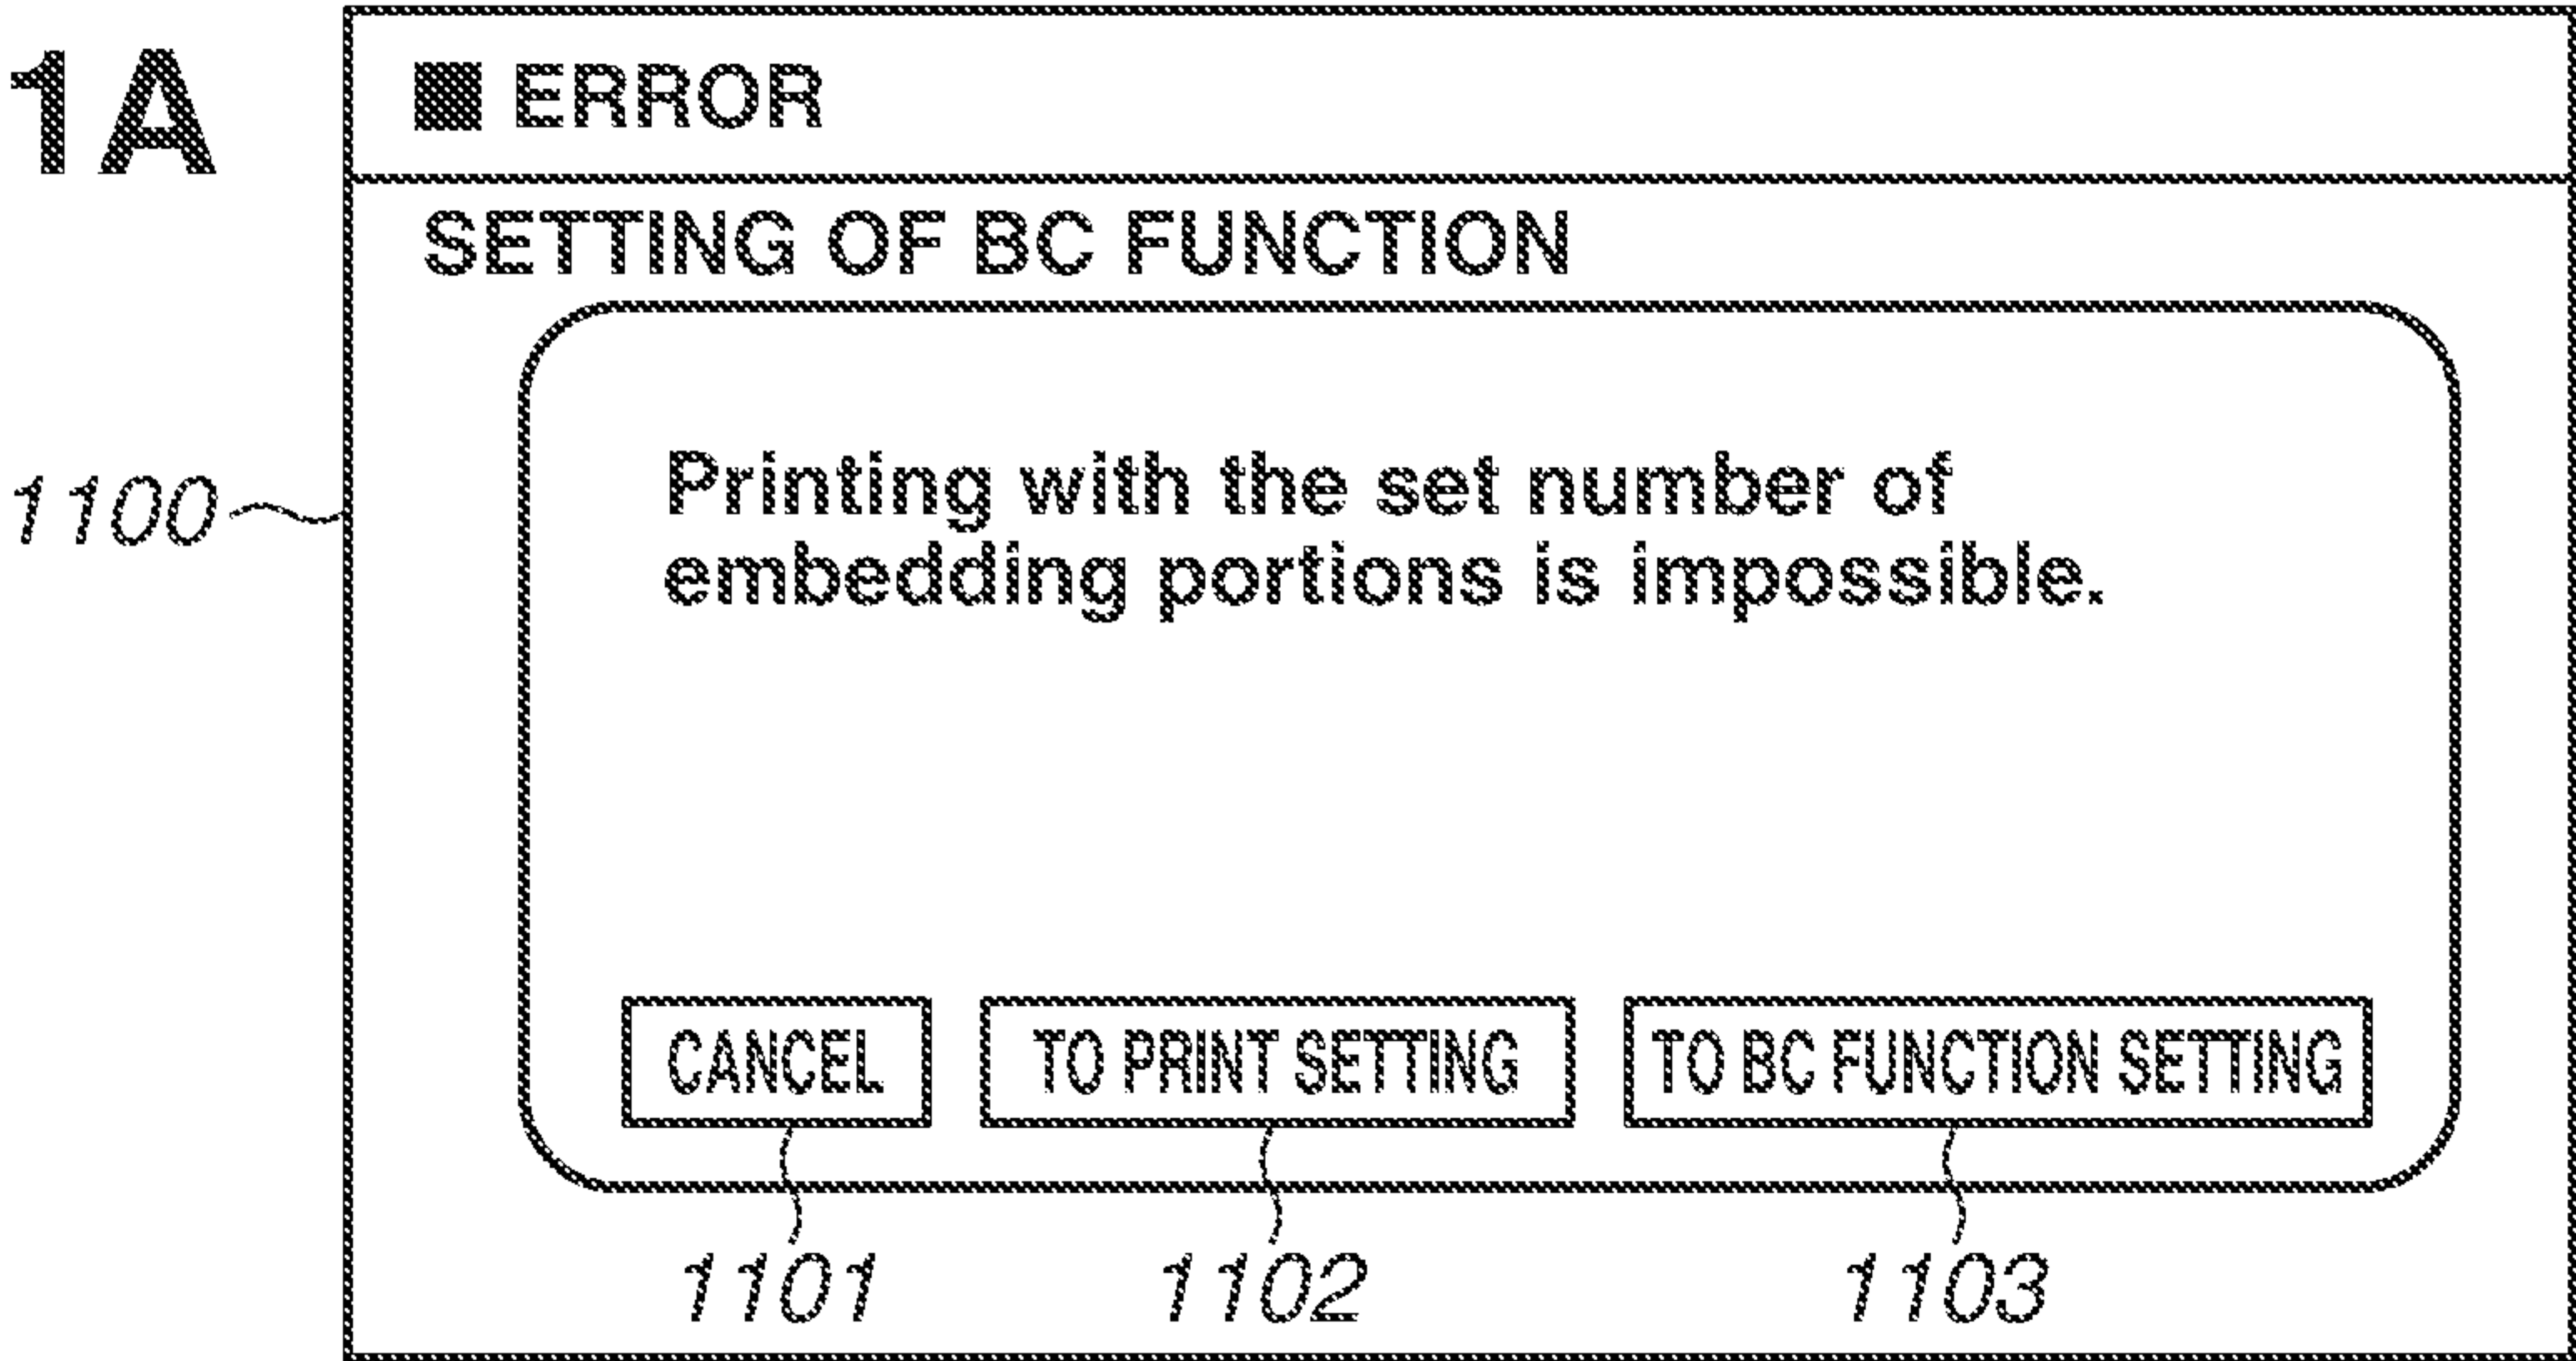 1A
■ ERROR
SETTING OF BC FUNCTION
1100
Printing with the set number of
embedding portions is impossible.
CANCEL
TO PRINT SETTING
TO BC FUNCTION SETTING
1101
1102
1103